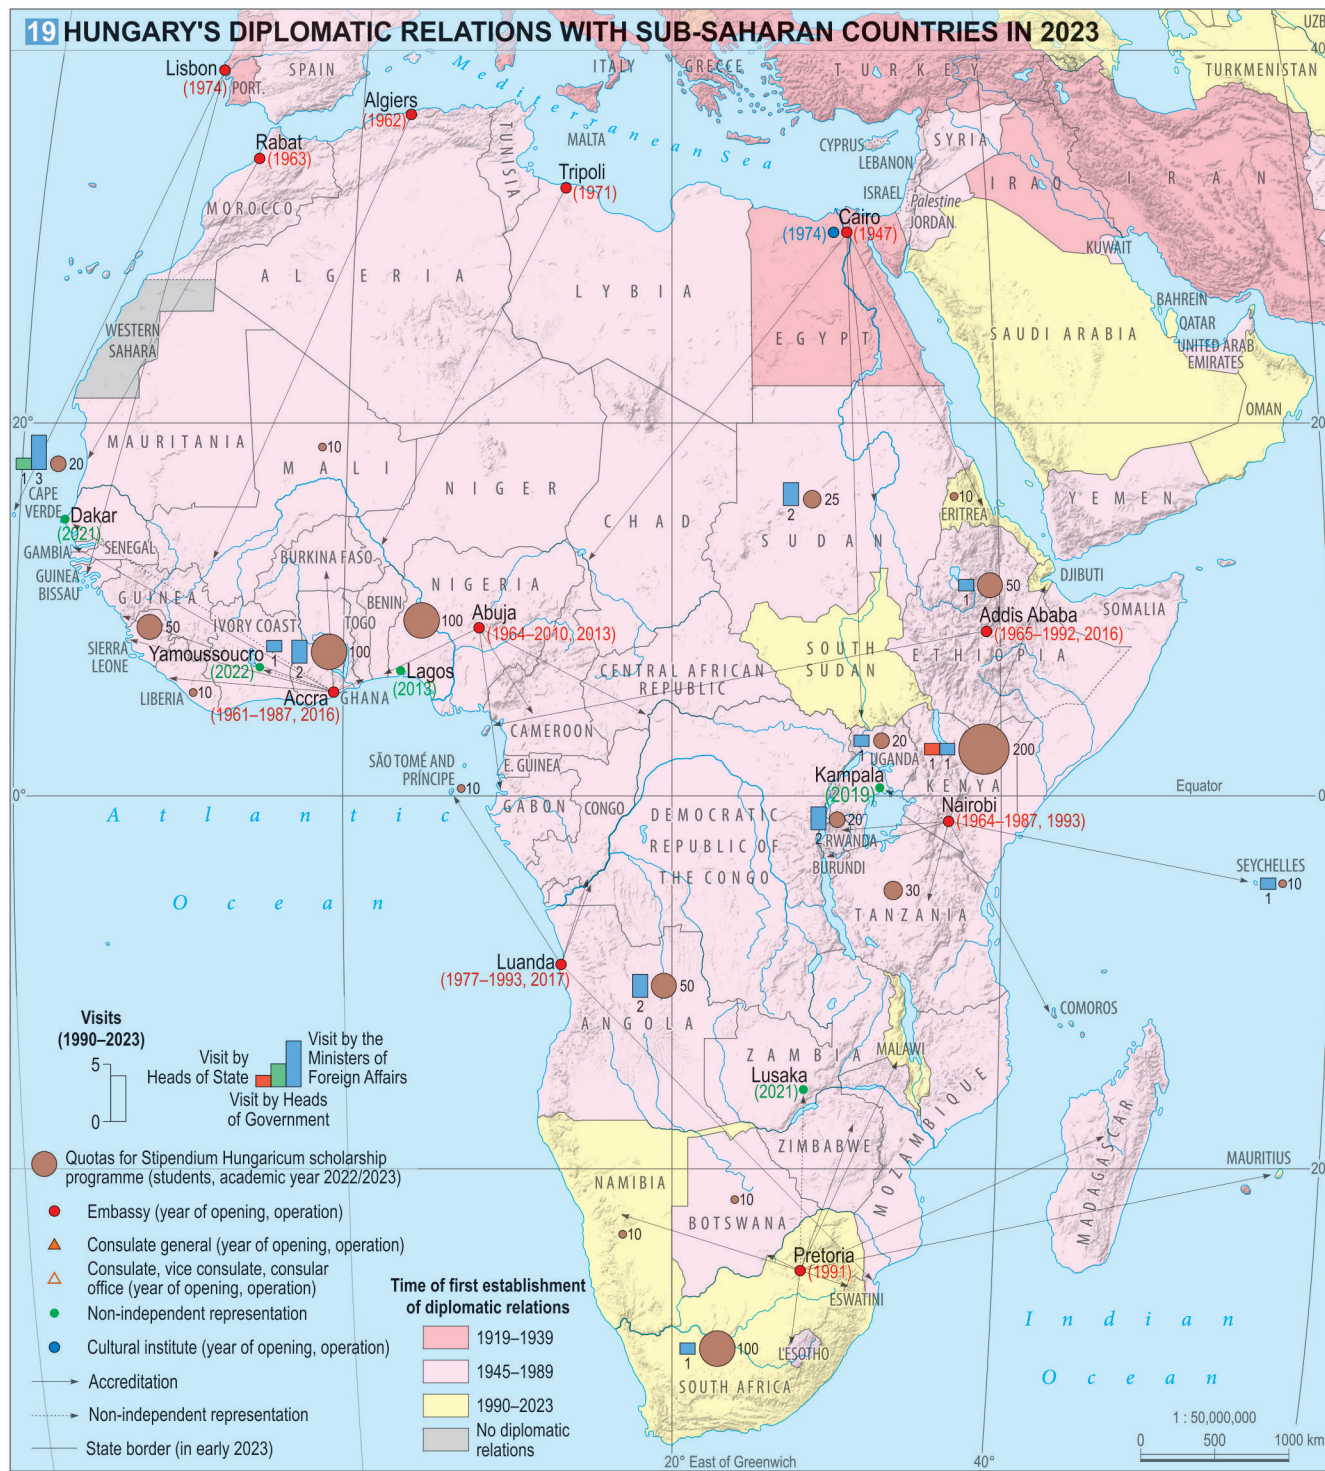 19 HUNGARY'S DIPLOMATIC RELATIONS WITH SUB-SAHARAN COUNTRIES IN 2023
UZB
40
Lisbon
(1974)
PORT.
SPAIN
ITALY
GREECE
TURKEY
TURKMENISTAN
Mediterranean Sea
Algiers
(1962)
Rabat
(1963)
TUNISIA
MALTA
CYPRUS
LEBANON
SYRIA
IRAQ
IRAN
Tripoli
(1971)
ISRAEL
Palestine
JORDAN
MOROCCO
Cairo
(1974)
(1947)
KUWAIT
ALGERIA
LYBIA
EGYPT
BAHREIN
QATAR
SAUDI ARABIA
UNITED ARAB
EMIRATES
WESTERN
SAHARA
OMAN
20°
20
MAURITANIA
10
MALI
NIGER
CHAD
1
3
20
CAPE
VERDE
2
25
SUDAN
10
ERITREA
YEMEN
Dakar
(2021)
GAMBIA
SENEGAL
GUINEA
BISSAU
BURKINA FASO
NIGERIA
DJIBUTI
GUINEA
50
IVORY COAST
TOGO
BENIN
100
Abuja
(1964–2010, 2013)
1
50
Addis Ababa
(1965–1992, 2016)
SOMALIA
ETHIOPIA
SIERRA
LEONE
Yamoussoucro
(2022)
1
2
100
Lagos
(2013)
CENTRAL AFRICAN
REPUBLIC
SOUTH
SUDAN
LIBERIA
10
Accra
(1961–1987, 2016)
GHANA
CAMEROON
1
20
UGANDA
1
1
200
KENYA
SÃO TOMÉ AND
PRÍNCIPE
10
E. GUINEA
Kampala
(2019)
Equator
0°
0
GABON
CONGO
DEMOCRATIC
REPUBLIC OF
THE CONGO
Nairobi
(1964–1987, 1993)
Atlantic
Ocean
2
20
RWANDA
BURUNDI
SEYCHELLES
1
10
30
TANZANIA
Luanda
(1977–1993, 2017)
2
50
ANGOLA
COMOROS
ZAMBIA
MALAWI
Lusaka
(2021)
ZIMBABWE
MOZAMBIQUE
MADAGASCAR
MAURITIUS
20
NAMIBIA
10
10
BOTSWANA
Pretoria
(1991)
ESWATINI
1
100
LESOTHO
SOUTH AFRICA
Indian
Ocean
Visits
(1990–2023)
5
0
Visit by
Heads of State
Visit by the
Ministers of
Foreign Affairs
Visit by Heads
of Government
Quotas for Stipendium Hungaricum scholarship
programme (students, academic year 2022/2023)
Embassy (year of opening, operation)
Consulate general (year of opening, operation)
Consulate, vice consulate, consular
office (year of opening, operation)
Non-independent representation
Cultural institute (year of opening, operation)
Accreditation
Non-independent representation
State border (in early 2023)
Time of first establishment
of diplomatic relations
1919–1939
1945–1989
1990–2023
No diplomatic
relations
20° East of Greenwich
40°
1 : 50,000,000
0 500 1000 km